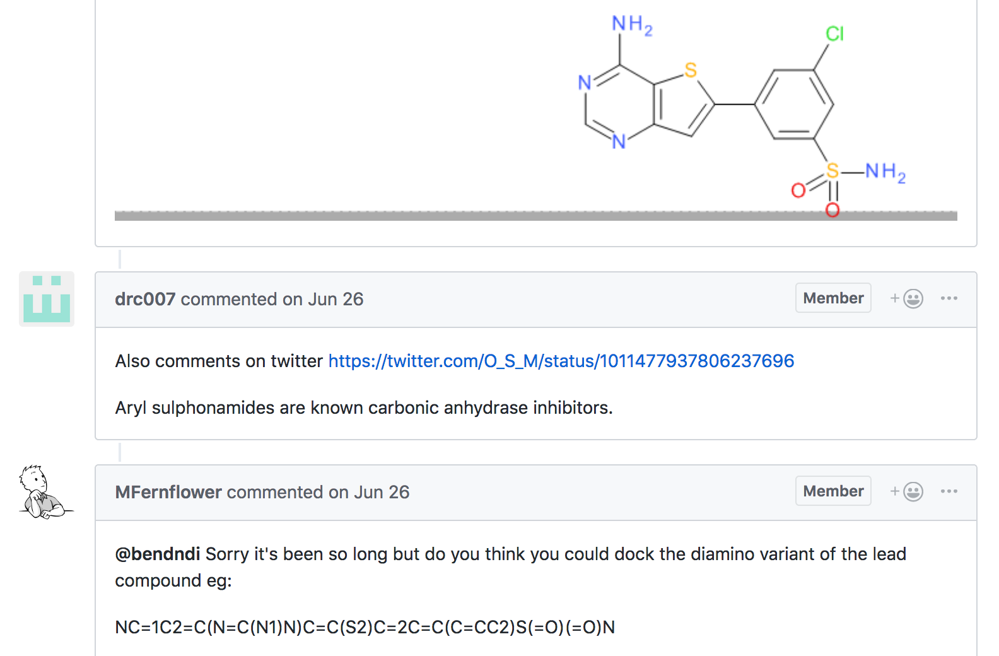 NH2
Cl
N
S
N
S
NH2
O
O
drc007 commented on Jun 26
Member
Also comments on twitter https://twitter.com/O_S_M/status/1011477937806237696
Aryl sulphonamides are known carbonic anhydrase inhibitors.
MFernflower commented on Jun 26
Member
@bendndi Sorry it's been so long but do you think you could dock the diamino variant of the lead
compound eg:
NC=1C2=C(N=C(N1)N)C=C(S2)C=2C=C(C=CC2)S(=O)(=O)N